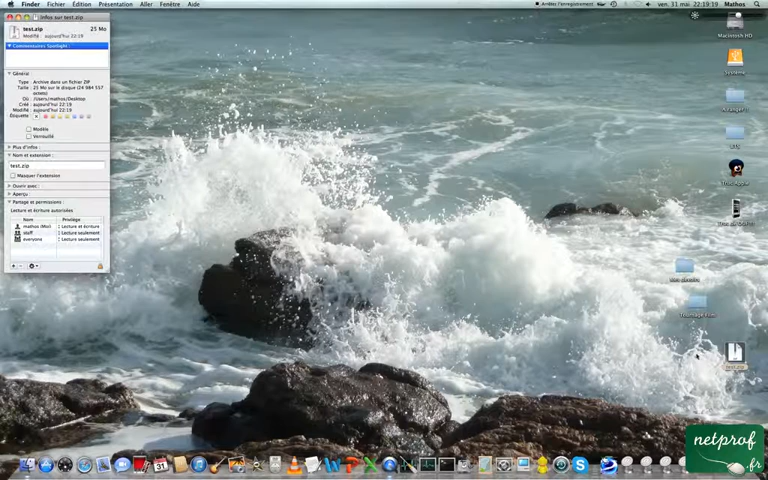 Finder Fichier Édition Présentation Aller Fenêtre Aide
Arrêter l'enregistrement ven. 31 mai 22:19:19 Mathos
Infos sur test.zip
test.zip 25 Mo
Modifié : aujourd'hui 22:19
Commentaires Spotlight :
Général :
Type : Archive dans un fichier ZIP
Taille : 25 Mo sur le disque (24 984 557
octets)
Où : /Users/mathos/Desktop
Créé : aujourd'hui 22:19
Modifié : aujourd'hui 22:19
Étiquette :
Modèle
Verrouillé
Plus d'infos :
Nom et extension :
test.zip
Masquer l'extension
Ouvrir avec :
Aperçu :
Partage et permissions :
Lecture et écriture autorisées
Nom Privilège
mathos (Moi) Lecture et écriture
staff Lecture seulement
everyone Lecture seulement
Macintosh HD
Système
Tournage Film
test.zip
netprof
.fr